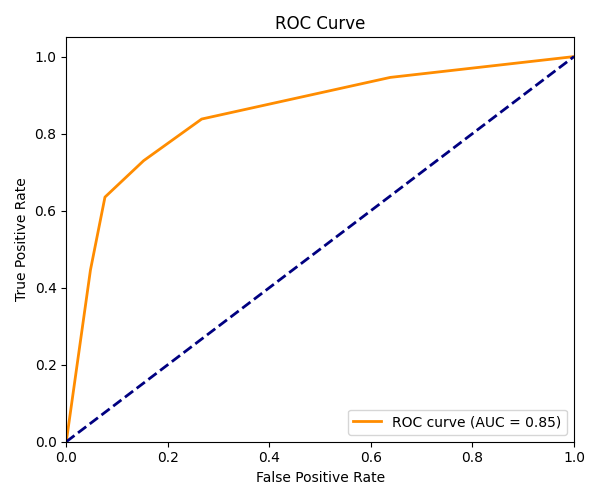 ROC Curve
True Positive Rate
1.0
0.8
0.6
0.4
0.2
0.0
0.0 0.2 0.4 0.6 0.8 1.0
False Positive Rate
ROC curve (AUC = 0.85)